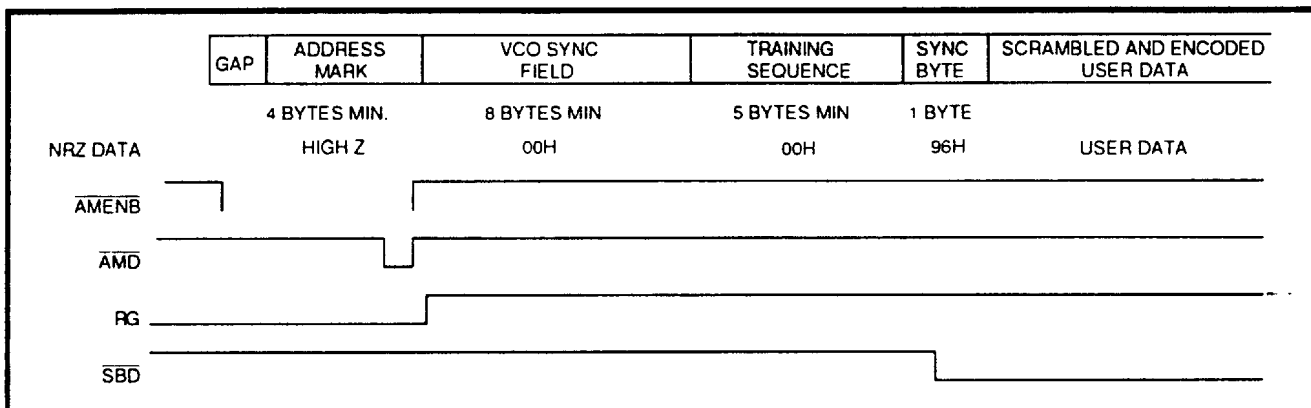 GAP
ADDRESS MARK
VCO SYNC FIELD
TRAINING SEQUENCE
SYNC BYTE
SCRAMBLED AND ENCODED USER DATA
4 BYTES MIN. 8 BYTES MIN 5 BYTES MIN 1 BYTE
NRZ DATA HIGH Z 00H 00H 96H USER DATA
AMENB
AMD
RG
SBD